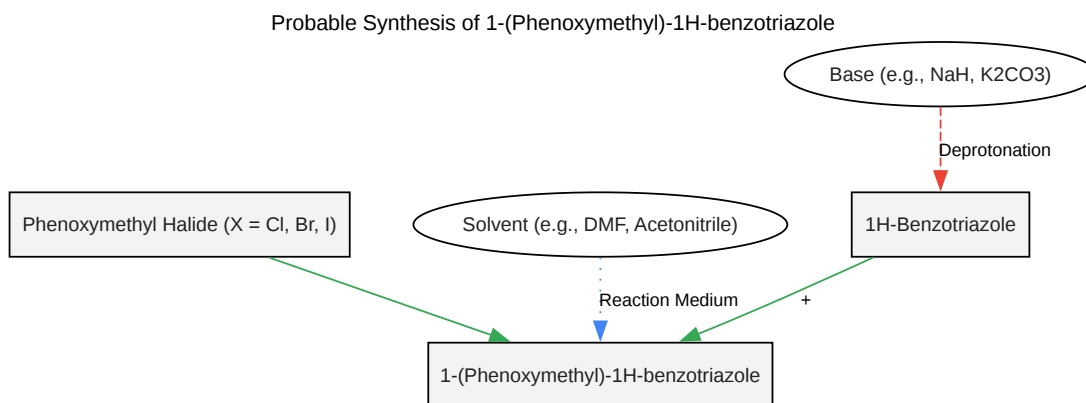 Probable Synthesis of 1-(Phenoxymethyl)-1H-benzotriazole
Base (e.g., NaH, K2CO3)
Deprotonation
Phenoxymethyl Halide (X = Cl, Br, I)
Solvent (e.g., DMF, Acetonitrile)
1H-Benzotriazole
Reaction Medium
+
1-(Phenoxymethyl)-1H-benzotriazole